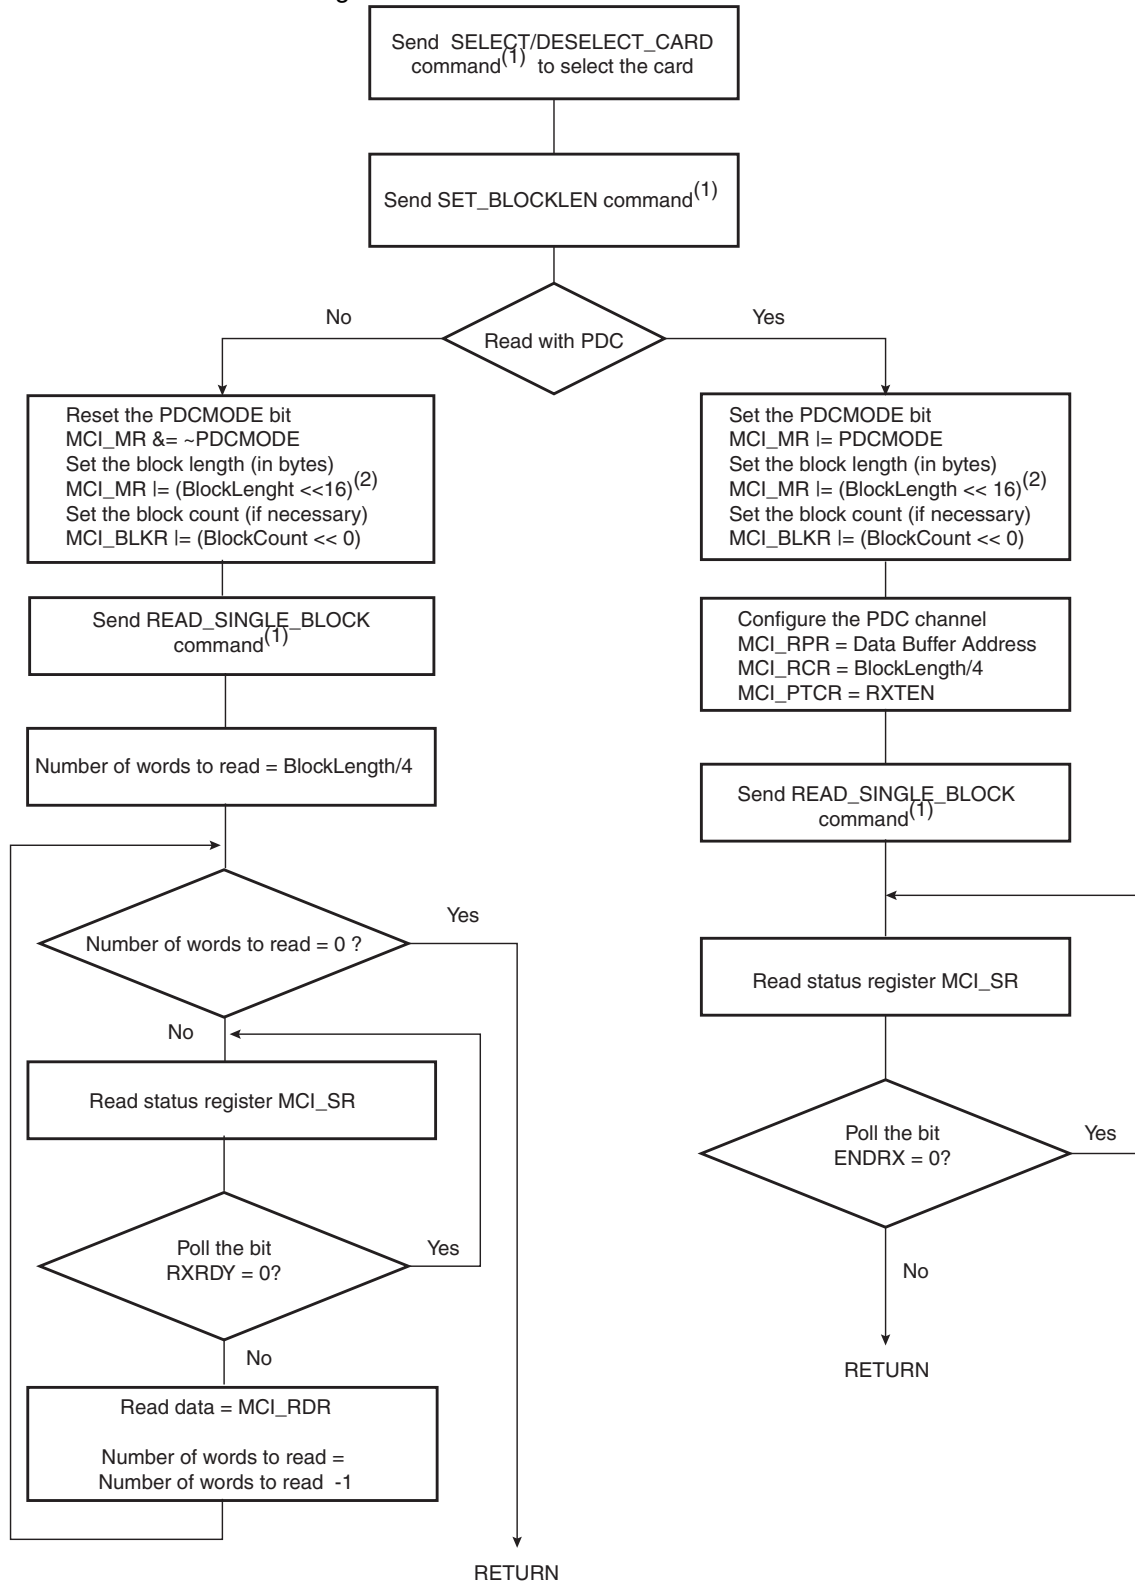 Send SELECT/DESELECT_CARD
command(1) to select the card
Send SET_BLOCKLEN command(1)
No
Yes
Read with PDC
Reset the PDCMODE bit
MCI_MR &= ~PDCMODE
Set the block length (in bytes)
MCI_MR |= (BlockLenght <<16)(2)
Set the block count (if necessary)
MCI_BLKR |= (BlockCount << 0)
Send READ_SINGLE_BLOCK
command(1)
Number of words to read = BlockLength/4
Number of words to read = 0 ?
Yes
No
Read status register MCI_SR
Poll the bit
RXRDY = 0?
Yes
No
Read data = MCI_RDR
Number of words to read =
Number of words to read -1
RETURN
Set the PDCMODE bit
MCI_MR |= PDCMODE
Set the block length (in bytes)
MCI_MR |= (BlockLength << 16)(2)
Set the block count (if necessary)
MCI_BLKR |= (BlockCount << 0)
Configure the PDC channel
MCI_RPR = Data Buffer Address
MCI_RCR = BlockLength/4
MCI_PTCR = RXTEN
Send READ_SINGLE_BLOCK
command(1)
Read status register MCI_SR
Poll the bit
ENDRX = 0?
Yes
No
RETURN